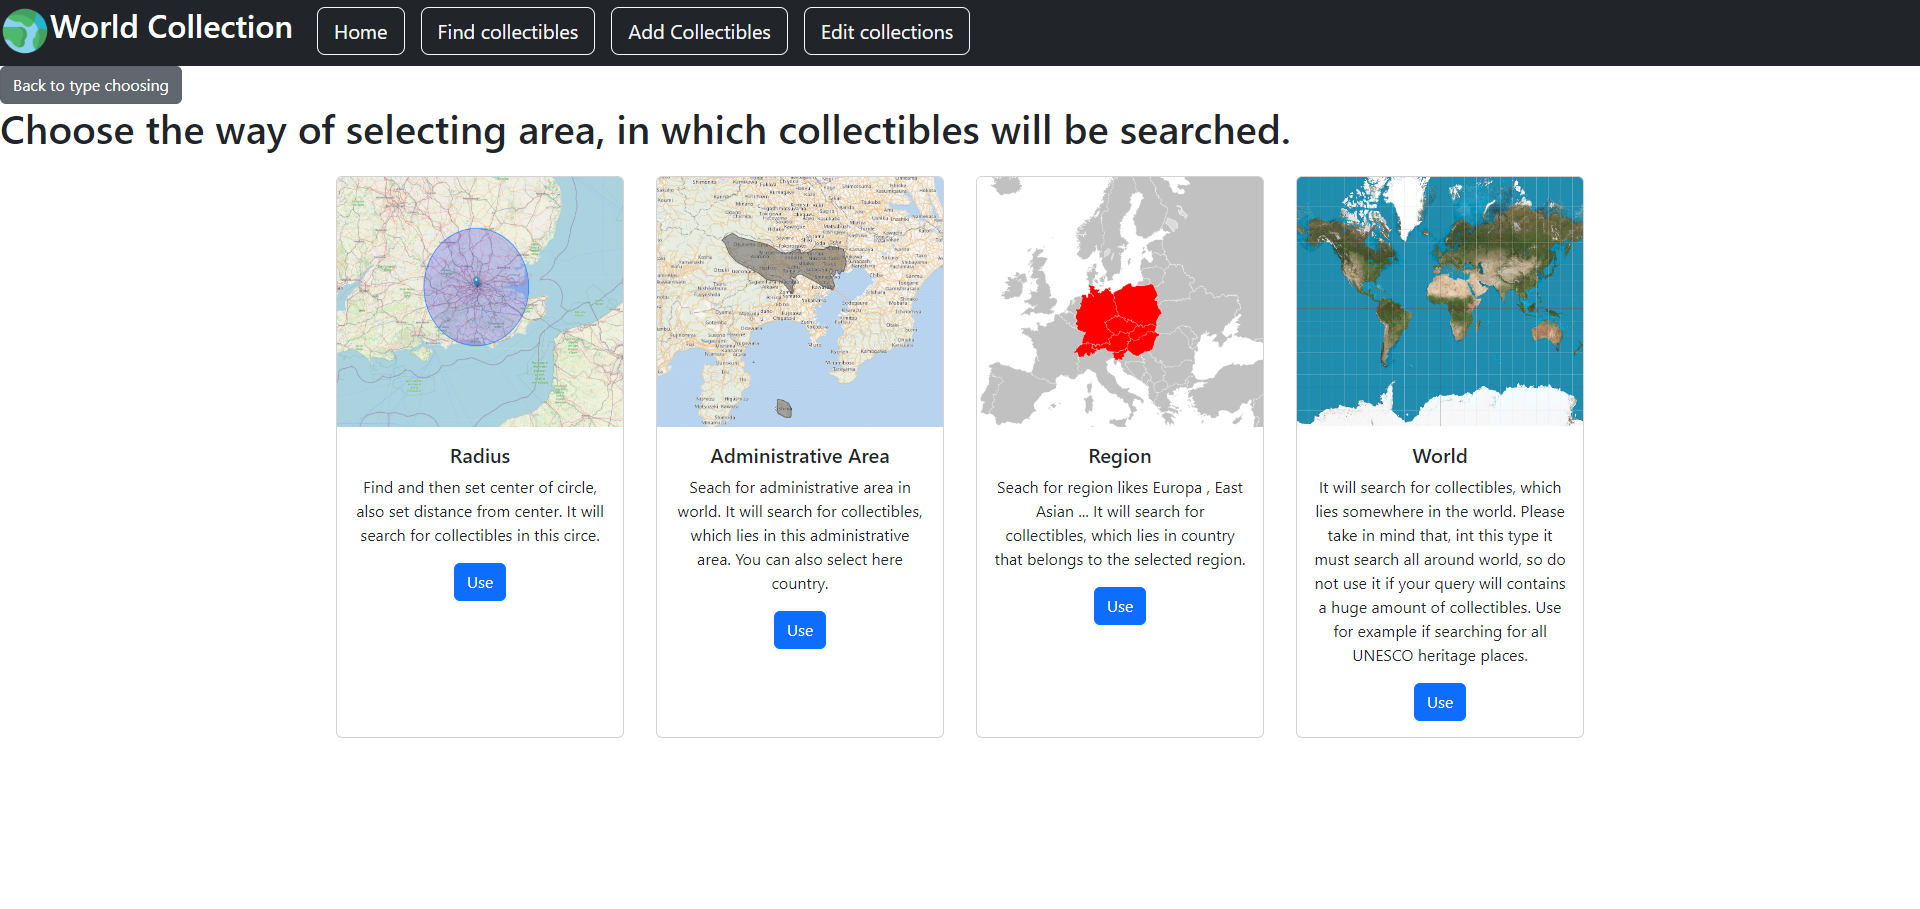 World Collection
Home
Find collectibles
Add Collectibles
Edit collections
Back to type choosing
Choose the way of selecting area, in which collectibles will be searched.
Radius
Find and then set center of circle,
also set distance from center. It will
search for collectibles in this circe.
Use
Administrative Area
Seach for administrative area in
world. It will search for collectibles,
which lies in this administrative
area. You can also select here
country.
Use
Region
Seach for region likes Europa , East
Asian ... It will search for
collectibles, which lies in country
that belongs to the selected region.
Use
World
It will search for collectibles, which
lies somewhere in the world. Please
take in mind that, int this type it
must search all around world, so do
not use it if your query will contains
a huge amount of collectibles. Use
for example if searching for all
UNESCO heritage places.
Use